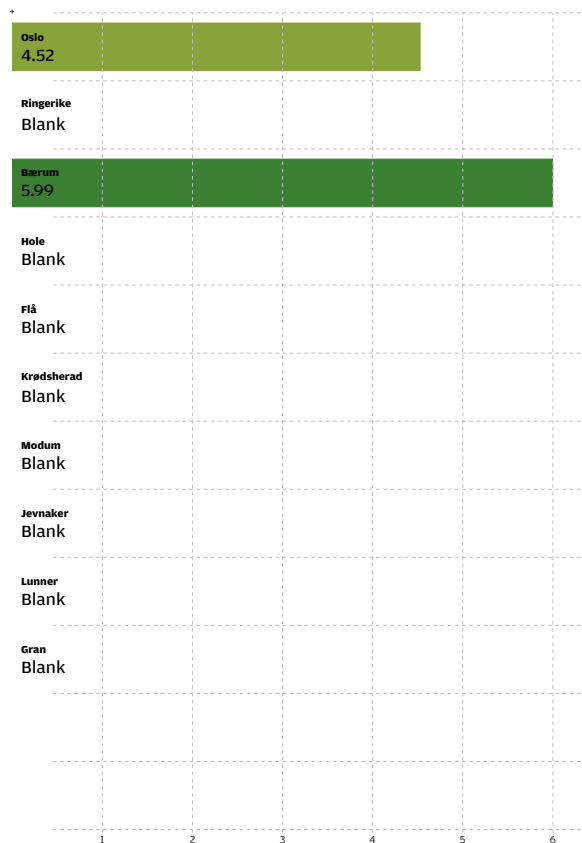 +
Oslo
4.52
Ringerike
Blank
Bærum
5.99
Hole
Blank
Flå
Blank
Krødsherad
Blank
Modum
Blank
Jevnaker
Blank
Lunner
Blank
Gran
Blank
1 2 3 4 5 6